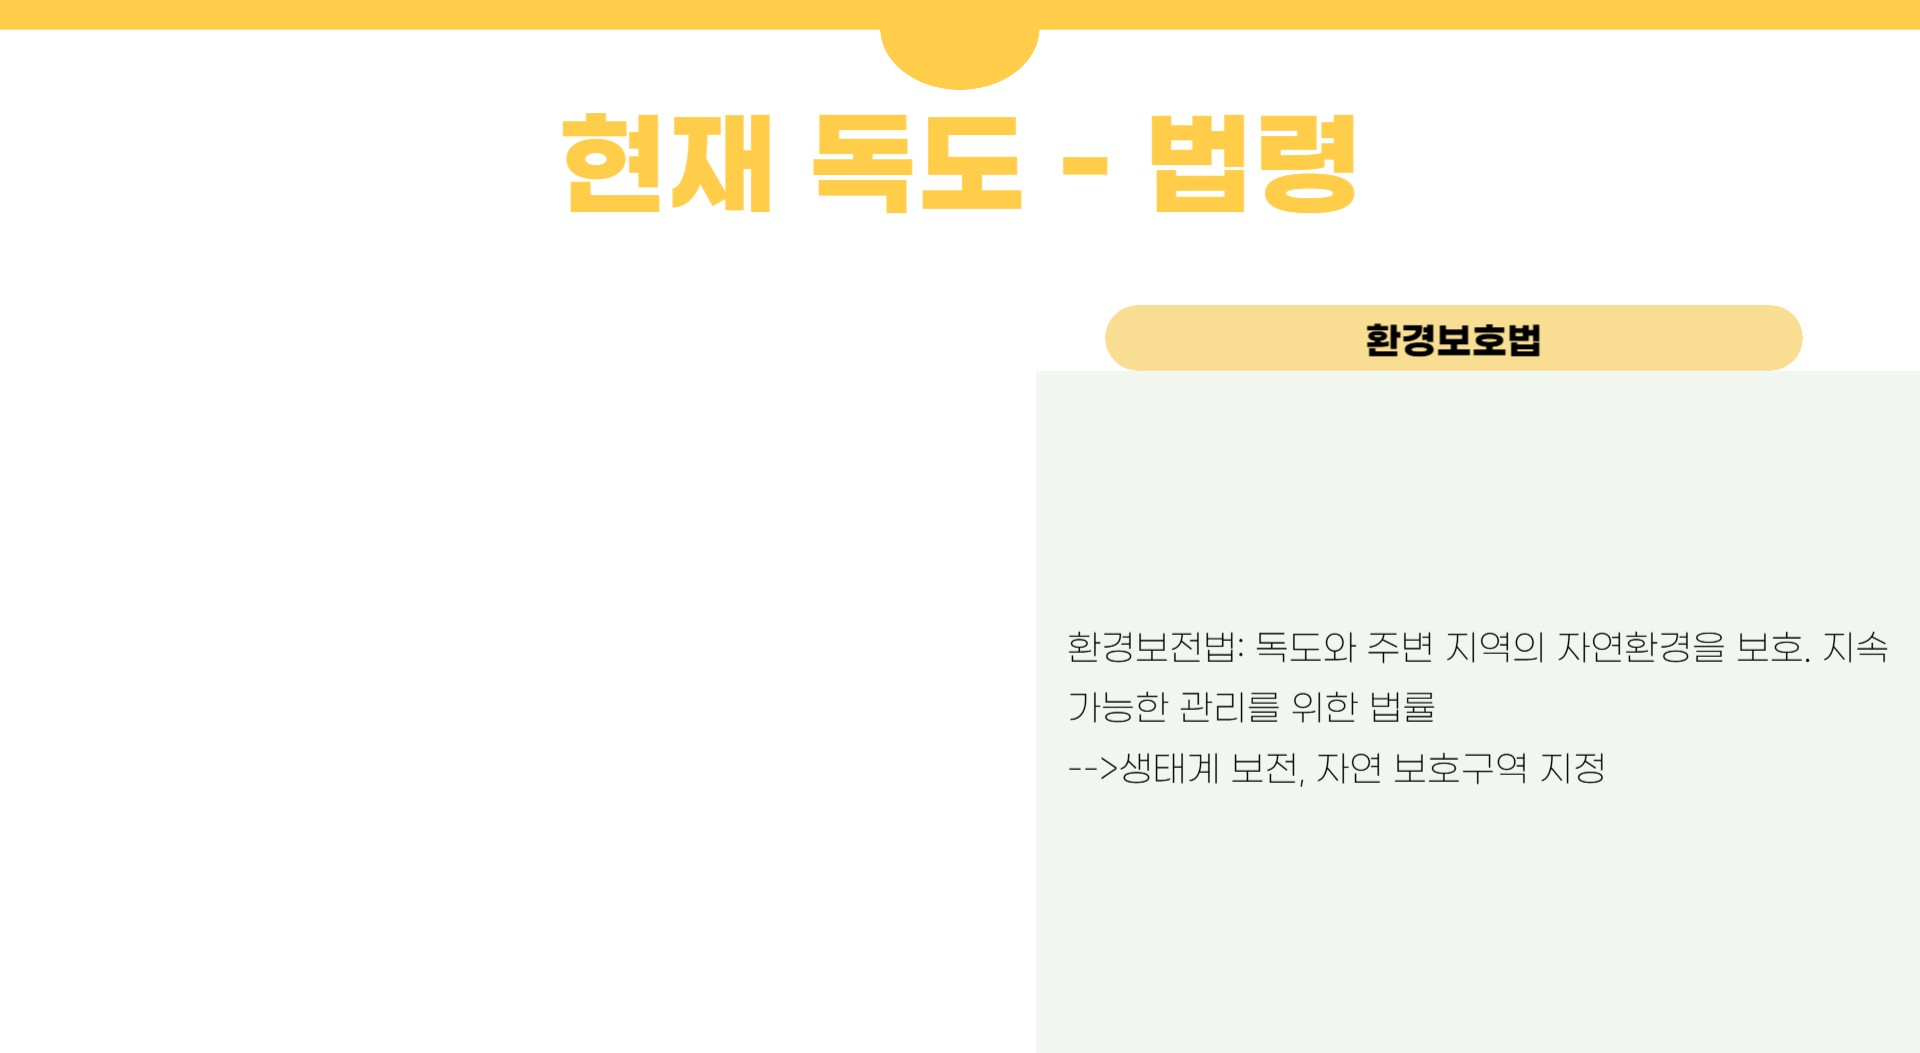 현재 독도 - 법령
환경보호법
환경보전법: 독도와 주변 지역의 자연환경을 보호. 지속
가능한 관리를 위한 법률
-->생태계 보전, 자연 보호구역 지정